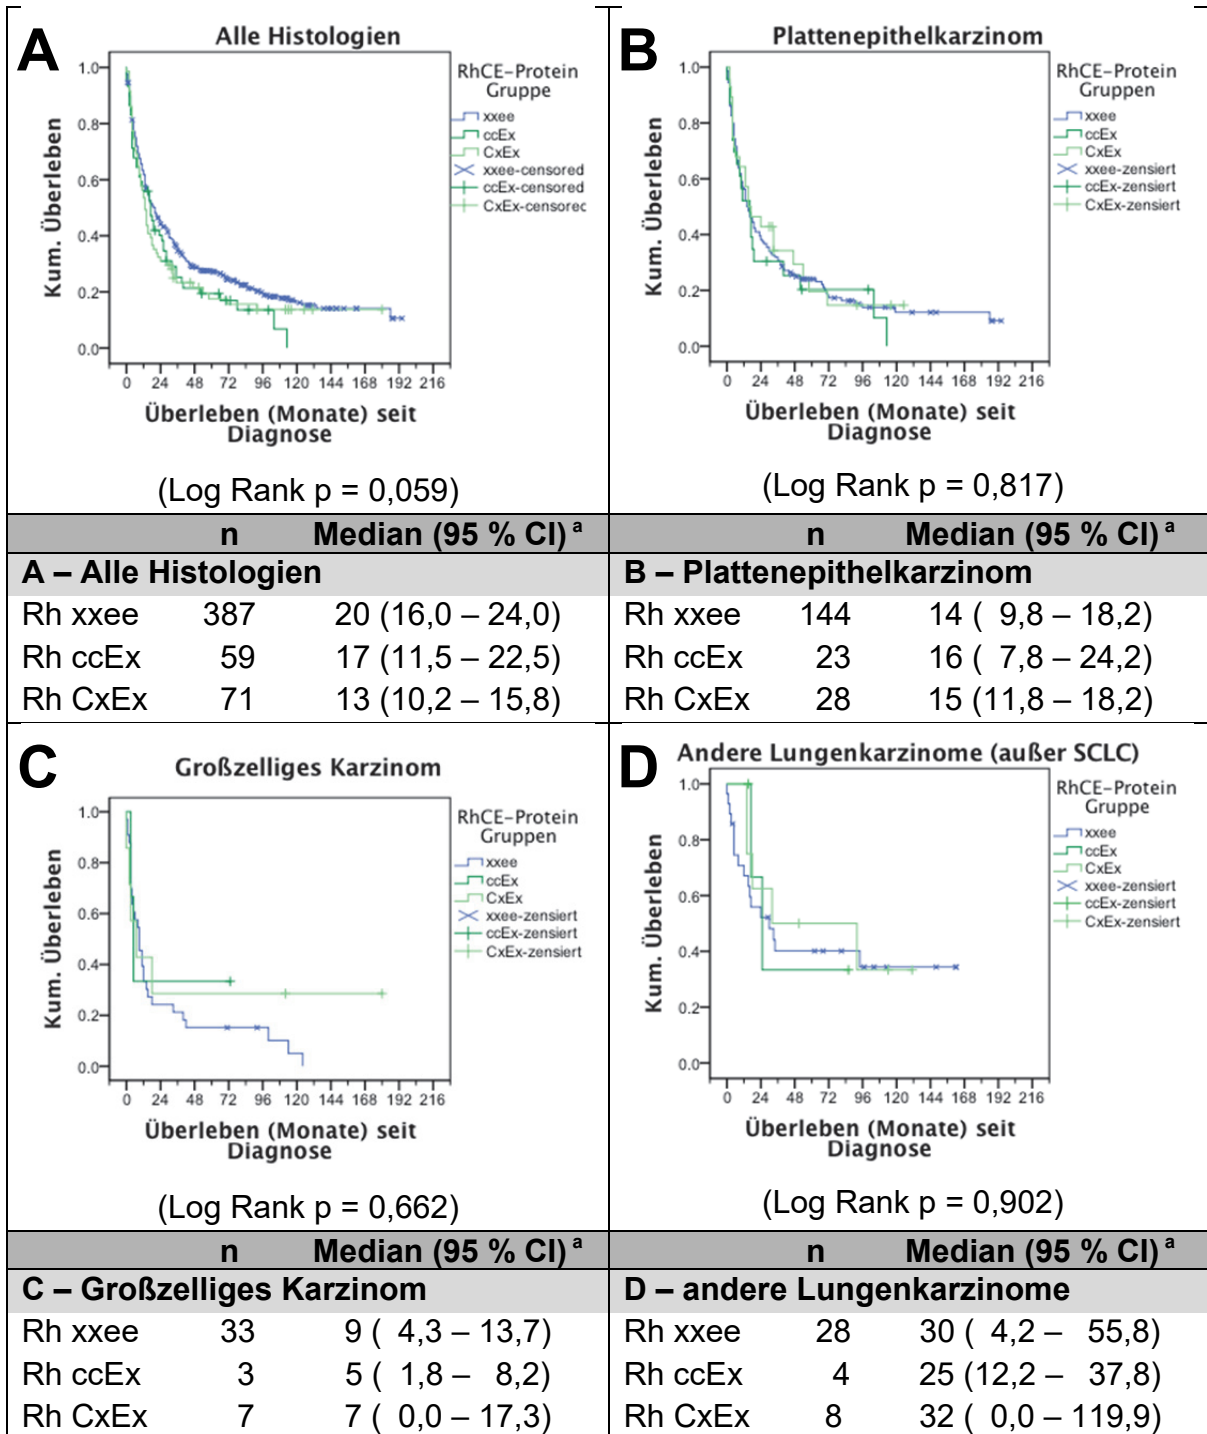 A
Alle Histologien
Kum. Überleben
1.0
0.8
0.6
0.4
0.2
0.0
0 24 48 72 96 120 144 168 192 216
Überleben (Monate) seit
Diagnose
RhCE-Protein
Gruppe
xxee
ccEx
CxEx
xxee-censored
ccEx-censored
CxEx-censorec
(Log Rank p = 0,059)
n Median (95 % CI) a
A – Alle Histologien
Rh xxee 387 20 (16,0 – 24,0)
Rh ccEx 59 17 (11,5 – 22,5)
Rh CxEx 71 13 (10,2 – 15,8)
B
Plattenepithelkarzinom
Kum. Überleben
1.0
0.8
0.6
0.4
0.2
0.0
0 24 48 72 96 120 144 168 192 216
Überleben (Monate) seit
Diagnose
RhCE-Protein
Gruppen
xxee
ccEx
CxEx
xxee-zensiert
ccEx-zensiert
CxEx-zensiert
(Log Rank p = 0,817)
n Median (95 % CI) a
B – Plattenepithelkarzinom
Rh xxee 144 14 ( 9,8 – 18,2)
Rh ccEx 23 16 ( 7,8 – 24,2)
Rh CxEx 28 15 (11,8 – 18,2)
C
Großzelliges Karzinom
Kum. Überleben
1.0
0.8
0.6
0.4
0.2
0.0
0 24 48 72 96 120 144 168 192 216
Überleben (Monate) seit
Diagnose
RhCE-Protein
Gruppen
xxee
ccEx
CxEx
xxee-zensiert
ccEx-zensiert
CxEx-zensiert
(Log Rank p = 0,662)
n Median (95 % CI) a
C – Großzelliges Karzinom
Rh xxee 33 9 ( 4,3 – 13,7)
Rh ccEx 3 5 ( 1,8 – 8,2)
Rh CxEx 7 7 ( 0,0 – 17,3)
D
Andere Lungenkarzinome (außer SCLC)
Kum. Überleben
1.0
0.8
0.6
0.4
0.2
0.0
0 24 48 72 96 120 144 168 192 216
Überleben (Monate) seit
Diagnose
RhCE-Protein
Gruppe
xxee
ccEx
CxEx
xxee-zensiert
ccEx-zensiert
CxEx-zensiert
(Log Rank p = 0,902)
n Median (95 % CI) a
D – andere Lungenkarzinome
Rh xxee 28 30 ( 4,2 – 55,8)
Rh ccEx 4 25 (12,2 – 37,8)
Rh CxEx 8 32 ( 0,0 – 119,9)